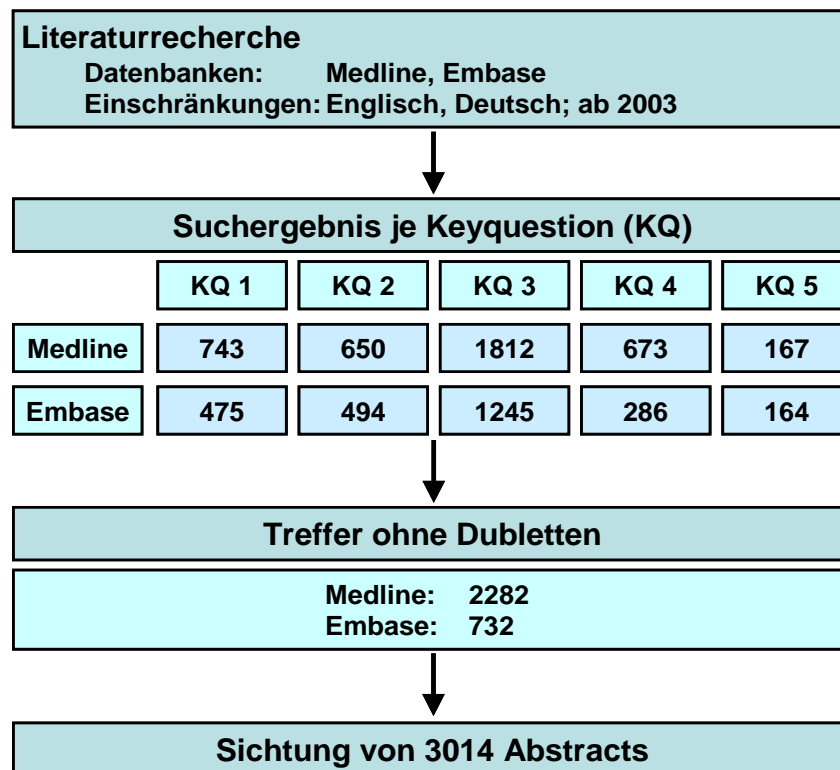 Literaturrecherche
Datenbanken: Medline, Embase
Einschränkungen: Englisch, Deutsch; ab 2003
Suchergebnis je Keyquestion (KQ)
KQ 1 KQ 2 KQ 3 KQ 4 KQ 5
Medline 743 650 1812 673 167
Embase 475 494 1245 286 164
Treffer ohne Dubletten
Medline: 2282
Embase: 732
Sichtung von 3014 Abstracts